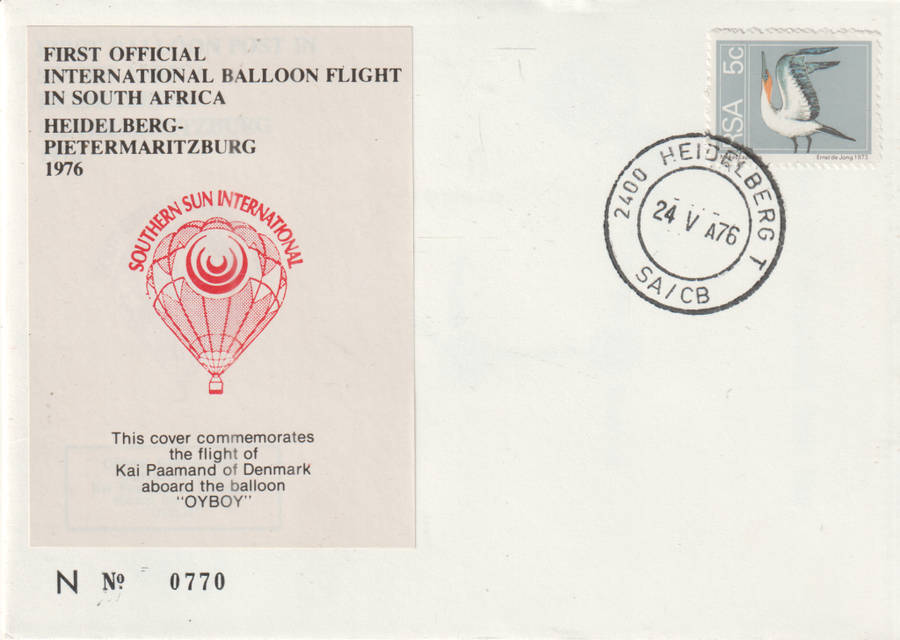 FIRST OFFICIAL
INTERNATIONAL BALLOON FLIGHT
IN SOUTH AFRICA
HEIDELBERG-
PIETERMARITZBURG
1976
SOUTHERN SUN INTERNATIONAL
This cover commemorates
the flight of
Kai Paamand of Denmark
aboard the balloon
"OYBOY"
N Nº 0770
RSA 5c
Ernst de Jong 1973
2400 HEIDELBERG T
24 V A76
SA/CB